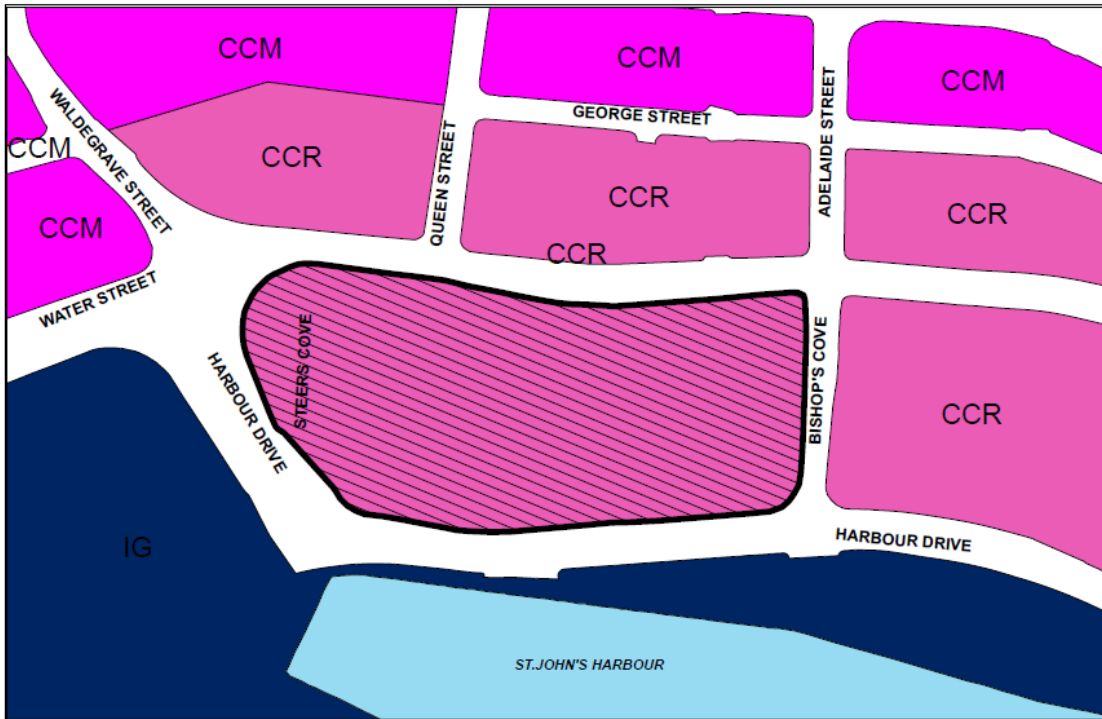 CCM
CCM
CCM
WALDEGRAVE STREET
GEORGE STREET
ADELAIDE STREET
CCM
CCR
QUEEN STREET
CCR
CCR
CCM
CCR
WATER STREET
STEERS COVE
HARBOUR DRIVE
BISHOP'S COVE
CCR
IG
HARBOUR DRIVE
ST.JOHN'S HARBOUR